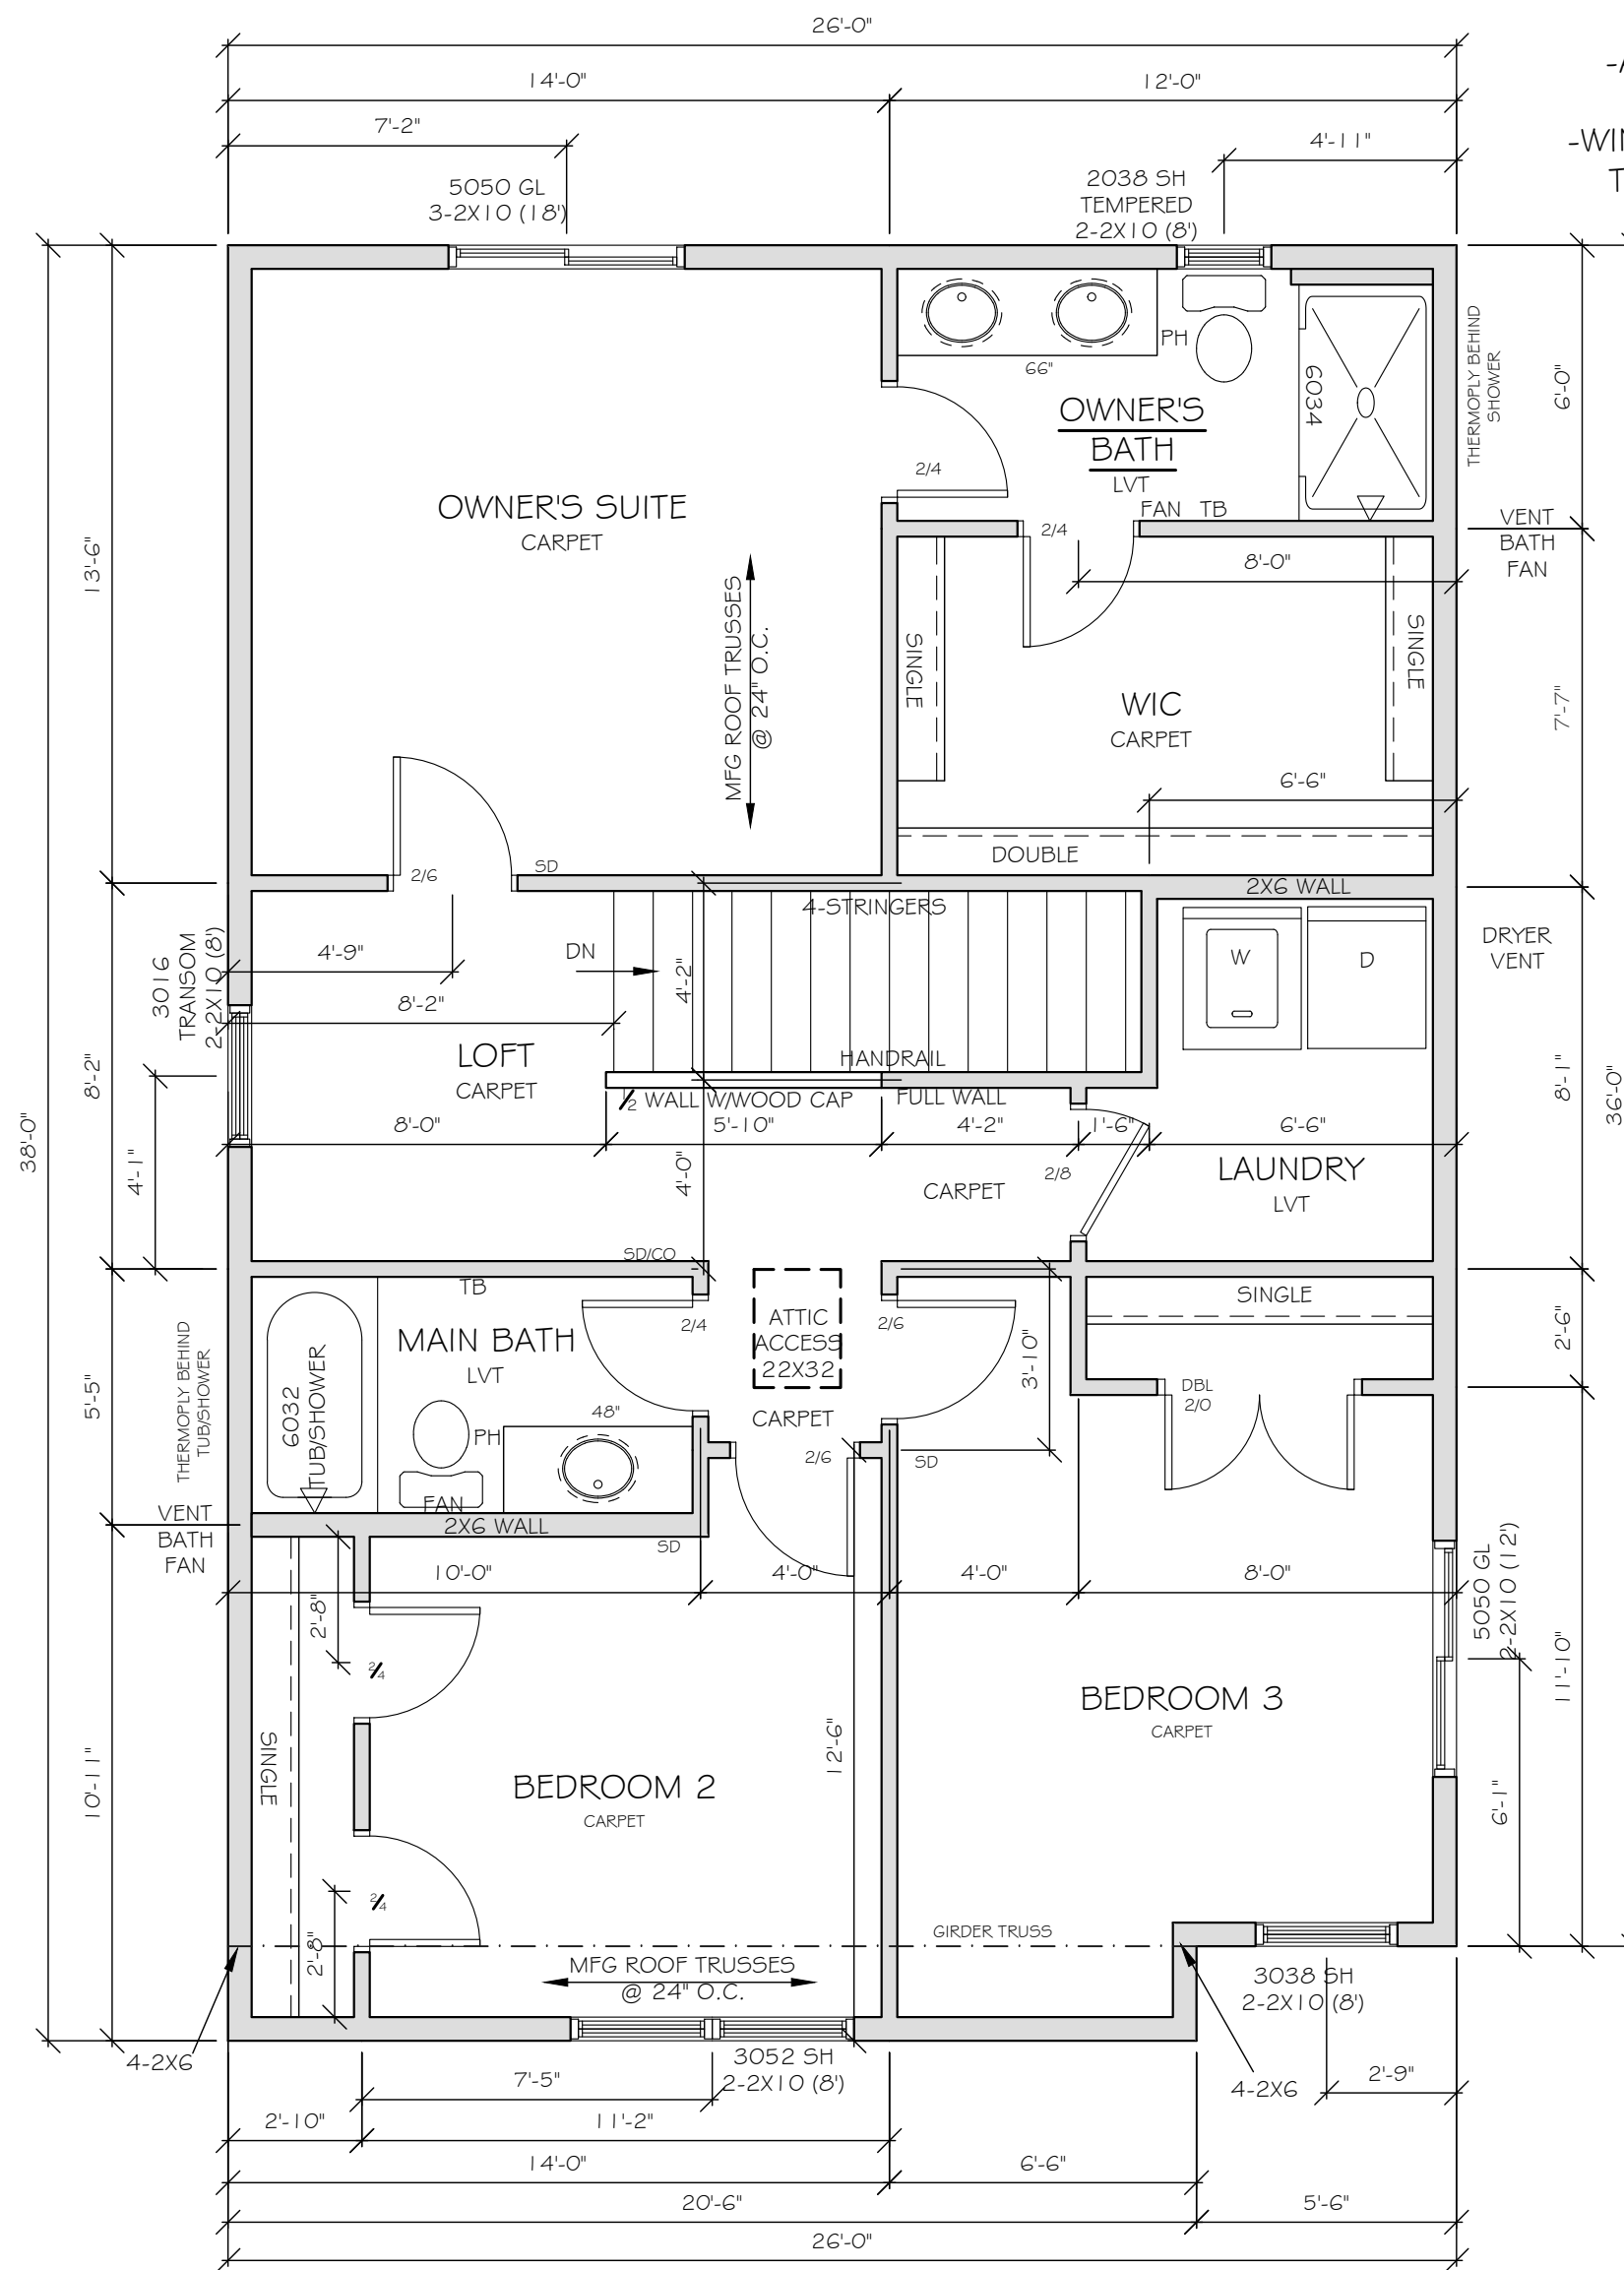 26'-0"
14'-0"
12'-0"
7'-2"
4'-11"
5050 GL
3-2X10 (18')
2038 SH
TEMPERED
2-2X10 (8')
-WIN
T
66"
PH
6034
OWNER'S
BATH
LVT
FAN TB
2/4
2/4
THERMOPLY BEHIND
SHOWER
6'-0"
OWNER'S SUITE
CARPET
MFG ROOF TRUSSES
@ 24" O.C.
13'-6"
VENT
BATH
FAN
8'-0"
SINGLE
SINGLE
WIC
CARPET
7'-7"
6'-6"
DOUBLE
2X6 WALL
2/6
SD
4-STRINGERS
3016
TRANSOM
2-2X10 (8')
4'-9"
DN
4'-2"
8'-2"
W
D
DRYER
VENT
LOFT
CARPET
HANDRAIL
1/2 WALL W/WOOD CAP
FULL WALL
8'-2"
8'-1"
36'-0"
38'-0"
4'-1"
8'-0"
5'-10"
4'-2"
1'-6"
6'-6"
4'-0"
2/8
CARPET
LAUNDRY
LVT
SD/CO
TB
MAIN BATH
LVT
2/4
ATTIC
ACCESS
22X32
2/6
3'-10"
SINGLE
2'-6"
THERMOPLY BEHIND
TUB/SHOWER
5'-5"
6032
TUB/SHOWER
DBL
2/0
48"
CARPET
PH
FAN
2/6
SD
VENT
BATH
FAN
2X6 WALL
SD
10'-0"
4'-0"
4'-0"
8'-0"
2'-8"
2/4
5050 GL
2-2X10 (12')
11'-10"
BEDROOM 3
CARPET
12'-6"
SINGLE
BEDROOM 2
CARPET
10'-11"
6'-1"
2/4
2'-8"
GIRDER TRUSS
MFG ROOF TRUSSES
@ 24" O.C.
3038 SH
2-2X10 (8')
4-2X6
3052 SH
2-2X10 (8')
4-2X6
7'-5"
2'-9"
2'-10"
11'-2"
14'-0"
6'-6"
20'-6"
5'-6"
26'-0"